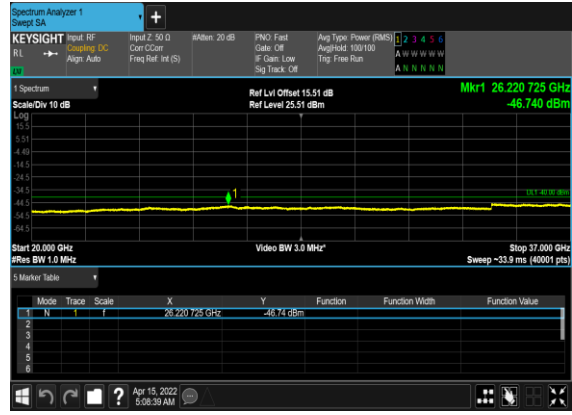 Spectrum Analyzer 1
Swept SA
+
KEYSIGHT Input: RF Input Z: 50 Ω #Atten: 20 dB PNO: Fast Avg Type: Power (RMS) 1 2 3 4 5 6
RL Coupling: DC Corr CCorr Gate: Off Avg|Hold: 100/100 A W W W W W
Align: Auto Freq Ref: Int (S) IF Gain: Low Trig: Free Run
Sig Track: Off A N N N N N
1 Spectrum Ref Lvl Offset 15.51 dB Mkr1 26.220 725 GHz
Scale/Div 10 dB Ref Level 25.51 dBm -46.740 dBm
Log
15.5
5.51
-4.49
-14.5
-24.5
-34.5 1 DL1 -40.00 dBm
-44.5
-54.5
-64.5
Start 20.000 GHz Video BW 3.0 MHz* Stop 37.000 GHz
#Res BW 1.0 MHz Sweep ~33.9 ms (40001 pts)
5 Marker Table
Mode Trace Scale X Y Function Function Width Function Value
1 N 1 f 26.220 725 GHz -46.74 dBm
2
3
4
5
6
? Apr 15, 2022
5:08:39 AM